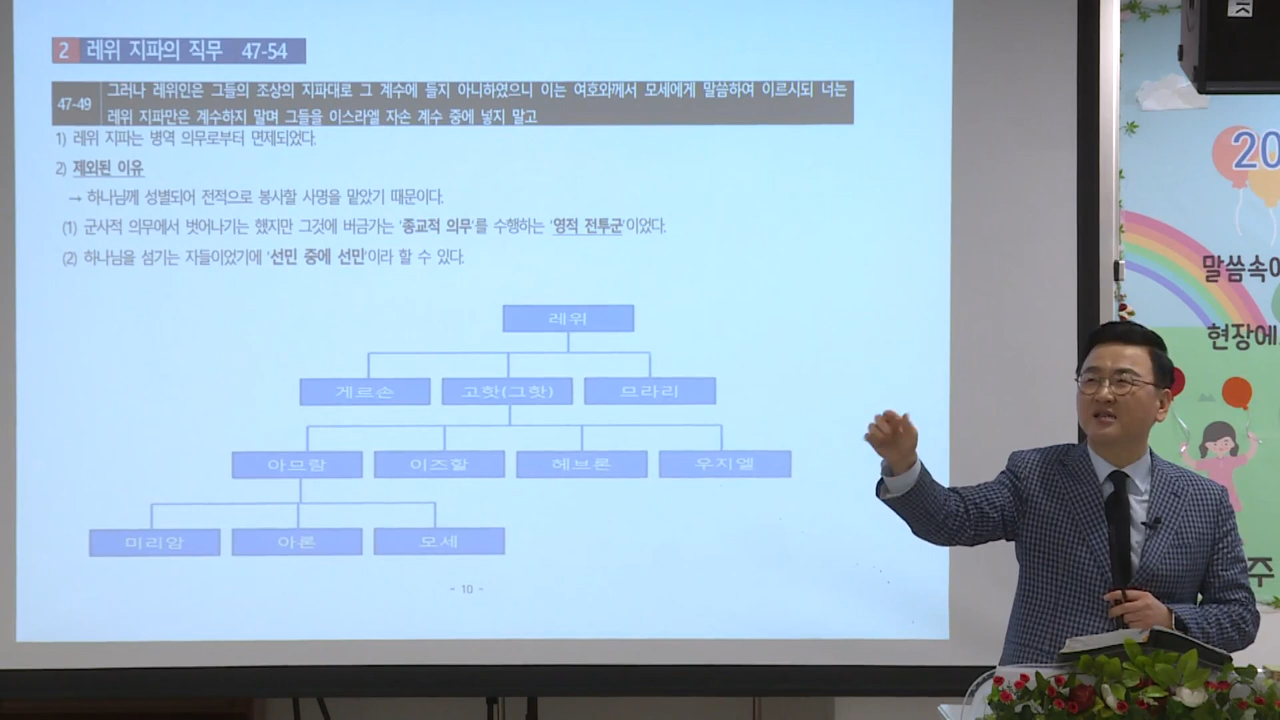 2 레위 지파의 직무 47-54
47-49 그러나 레위인은 그들의 조상의 지파대로 그 계수에 들지 아니하였으니 이는 여호와께서 모세에게 말씀하여 이르시되 너는
레위 지파만은 계수하지 말며 그들을 이스라엘 자손 계수 중에 넣지 말고
1) 레위 지파는 병역 의무로부터 면제되었다.
2) 제외된 이유
→ 하나님께 성별되어 전적으로 봉사할 사명을 맡았기 때문이다.
(1) 군사적 의무에서 벗어나기는 했지만 그것에 버금가는 '종교적 의무'를 수행하는 '영적 전투군'이었다.
(2) 하나님을 섬기는 자들이었기에 '선민 중에 선민'이라 할 수 있다.
레위
게르손 고핫(그핫) 므라리
아므람 이즈할 헤브론 우지엘
미리암 아론 모세
- 10 -
20
말씀속에
현장에
주